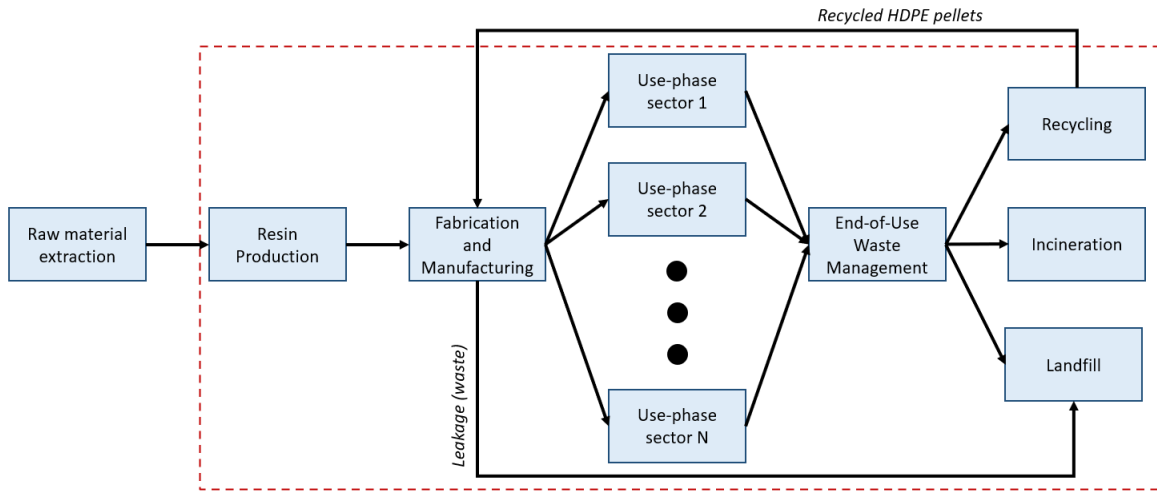 Recycled HDPE pellets
Use-phase
sector 1
Recycling
Use-phase
sector 2
Raw material
extraction
Resin
Production
Fabrication
and
Manufacturing
End-of-Use
Waste
Management
Incineration
Leakage (waste)
Landfill
Use-phase
sector N